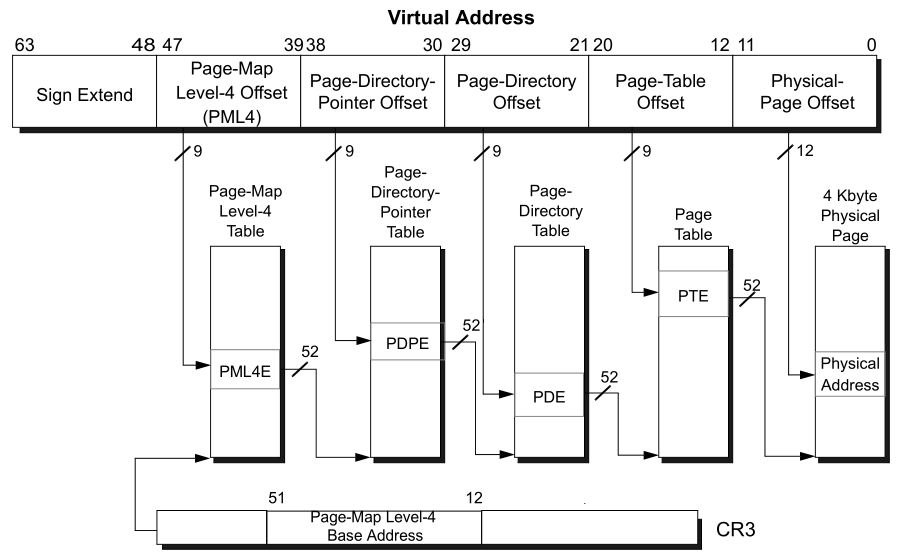 Virtual Address
63 48 47 39 38 30 29 21 20 12 11 0
Sign Extend
Page-Map
Level-4 Offset
(PML4)
Page-Directory-
Pointer Offset
Page-Directory
Offset
Page-Table
Offset
Physical-
Page Offset
9
9
9
9
12
Page-Map
Level-4
Table
Page-
Directory-
Pointer
Table
Page-
Directory
Table
Page
Table
4 Kbyte
Physical
Page
PML4E
52
PDPE
52
PDE
52
PTE
52
Physical
Address
51 12
Page-Map Level-4
Base Address
CR3